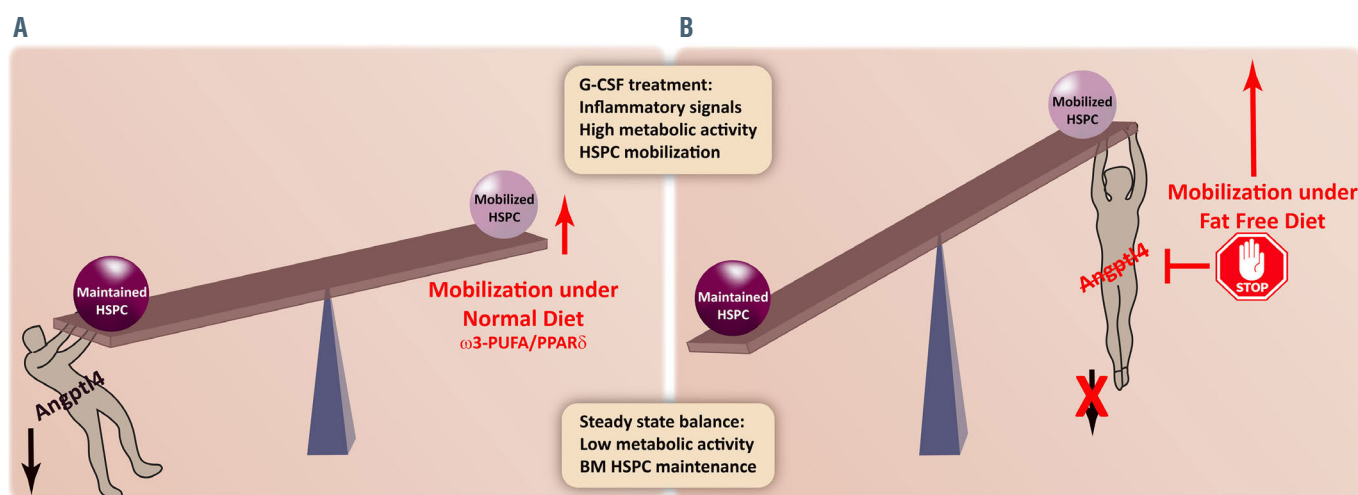 A
B
G-CSF treatment:
Inflammatory signals
High metabolic activity
HSPC mobilization
Mobilized
HSPC
Maintained
HSPC
Angptl4
Mobilization under
Normal Diet
ω3-PUFA/PPARδ
Mobilized
HSPC
Maintained
HSPC
Angptl4
Mobilization under
Fat Free Diet
STOP
X
Steady state balance:
Low metabolic activity
BM HSPC maintenance